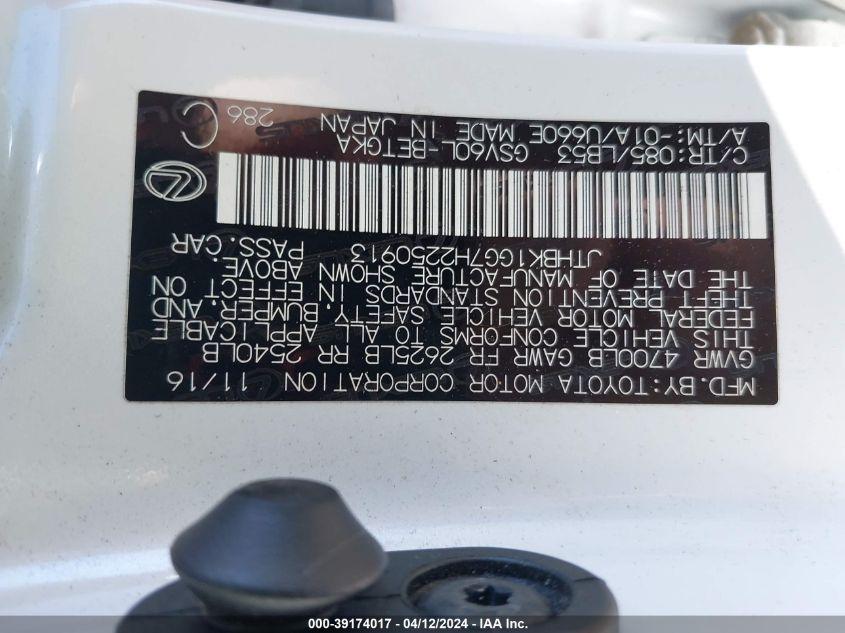 MFD.BY:TOYOTA MOTOR CORPORATION 11/16
GVWR 4700LB GAWR FR 2625LB RR 2540LB
THIS VEHICLE CONFORMS TO ALL APPLICABLE
FEDERAL MOTOR VEHICLE SAFETY, BUMPER, AND
THEFT PREVENTION STANDARDS IN EFFECT ON
THE DATE OF MANUFACTURE SHOWN ABOVE.
JTHBK1GG7H2250913 PASS.CAR
C/TR:085/LB53 GSV60L-BETGKA
A/TM:-01A/U660E MADE IN JAPAN
C 286
000-39174017 - 04/12/2024 - IAA Inc.